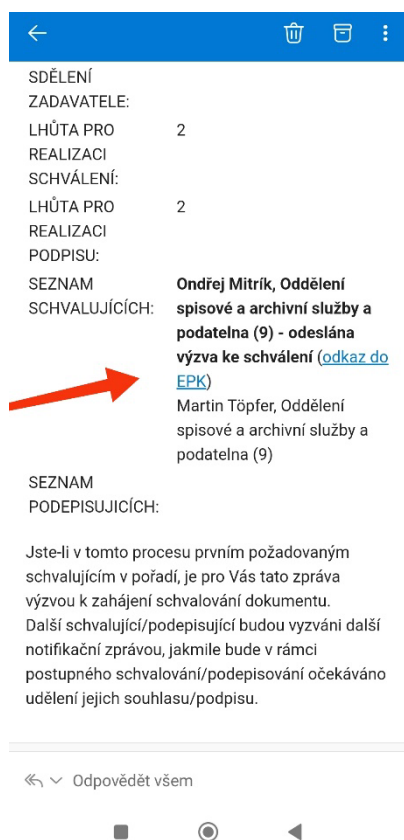 SDĚLENÍ
ZADAVATELE:
LHŮTA PRO 2
REALIZACI
SCHVÁLENÍ:
LHŮTA PRO 2
REALIZACI
PODPISU:
SEZNAM Ondřej Mitrík, Oddělení
SCHVALUJÍCÍCH: spisové a archivní služby a
podatelna (9) - odeslána
výzva ke schválení (odkaz do
EPK)
Martin Töpfer, Oddělení
spisové a archivní služby a
podatelna (9)
SEZNAM
PODEPISUJICÍCH:
Jste-li v tomto procesu prvním požadovaným
schvalujícím v pořadí, je pro Vás tato zpráva
výzvou k zahájení schvalování dokumentu.
Další schvalující/podepisující budou vyzváni další
notifikační zprávou, jakmile bude v rámci
postupného schvalování/podepisování očekáváno
udělení jejich souhlasu/podpisu.
Odpovědět všem